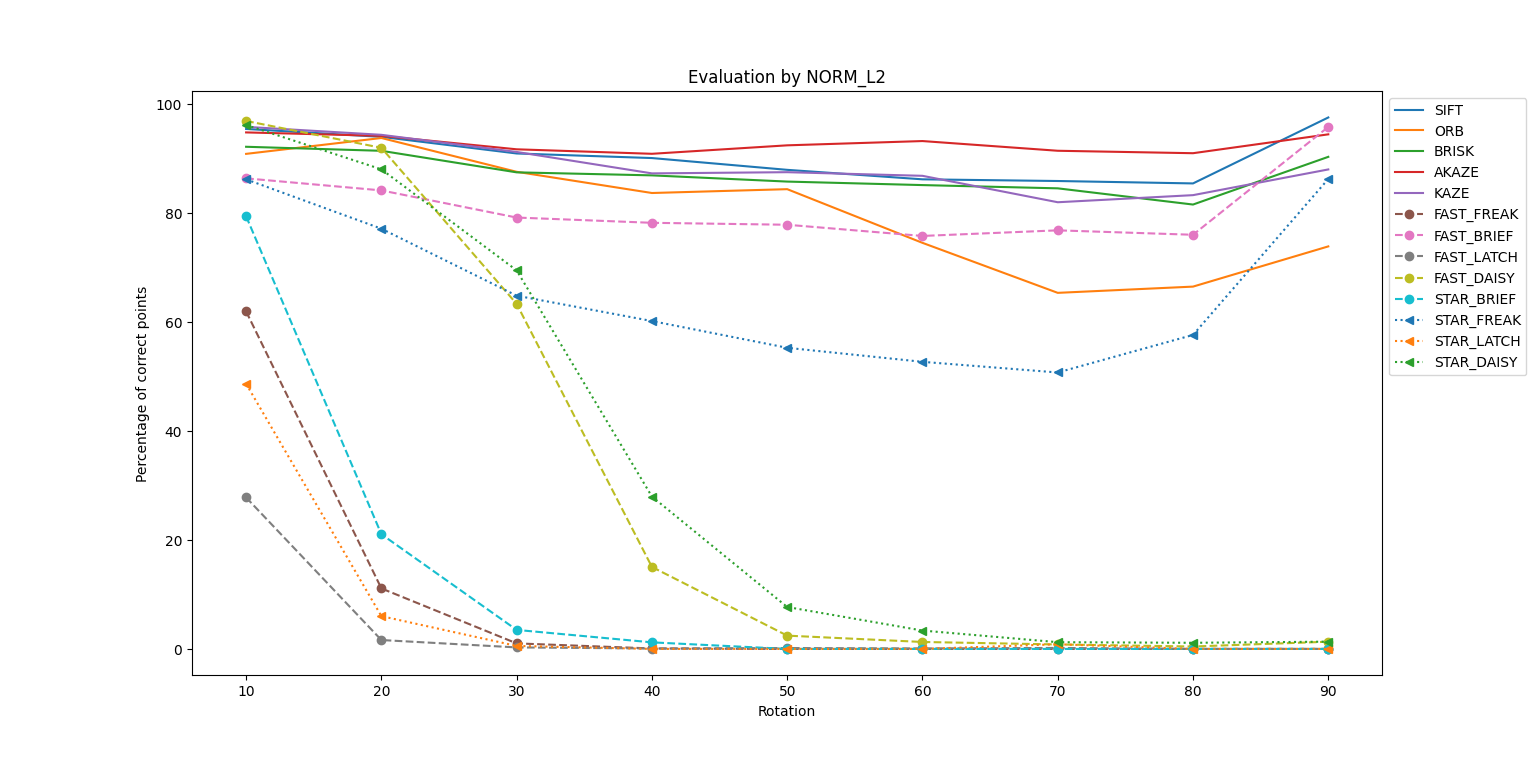 Evaluation by NORM_L2
100
80
60
40
20
0
Percentage of correct points
10 20 30 40 50 60 70 80 90
Rotation
SIFT
ORB
BRISK
AKAZE
KAZE
FAST_FREAK
FAST_BRIEF
FAST_LATCH
FAST_DAISY
STAR_BRIEF
STAR_FREAK
STAR_LATCH
STAR_DAISY